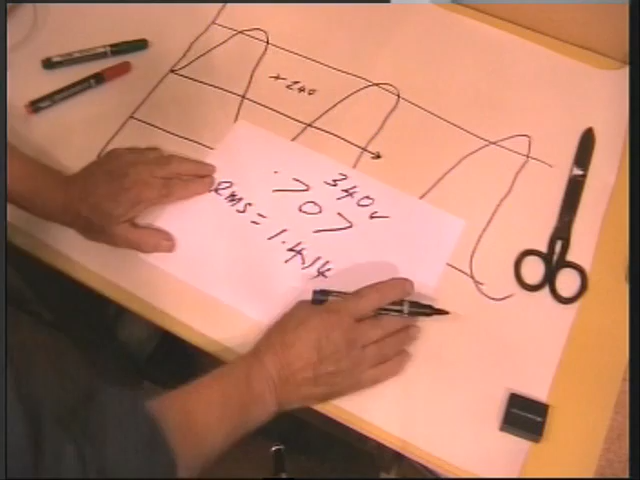 +240
340v
.707
rms = 1.414